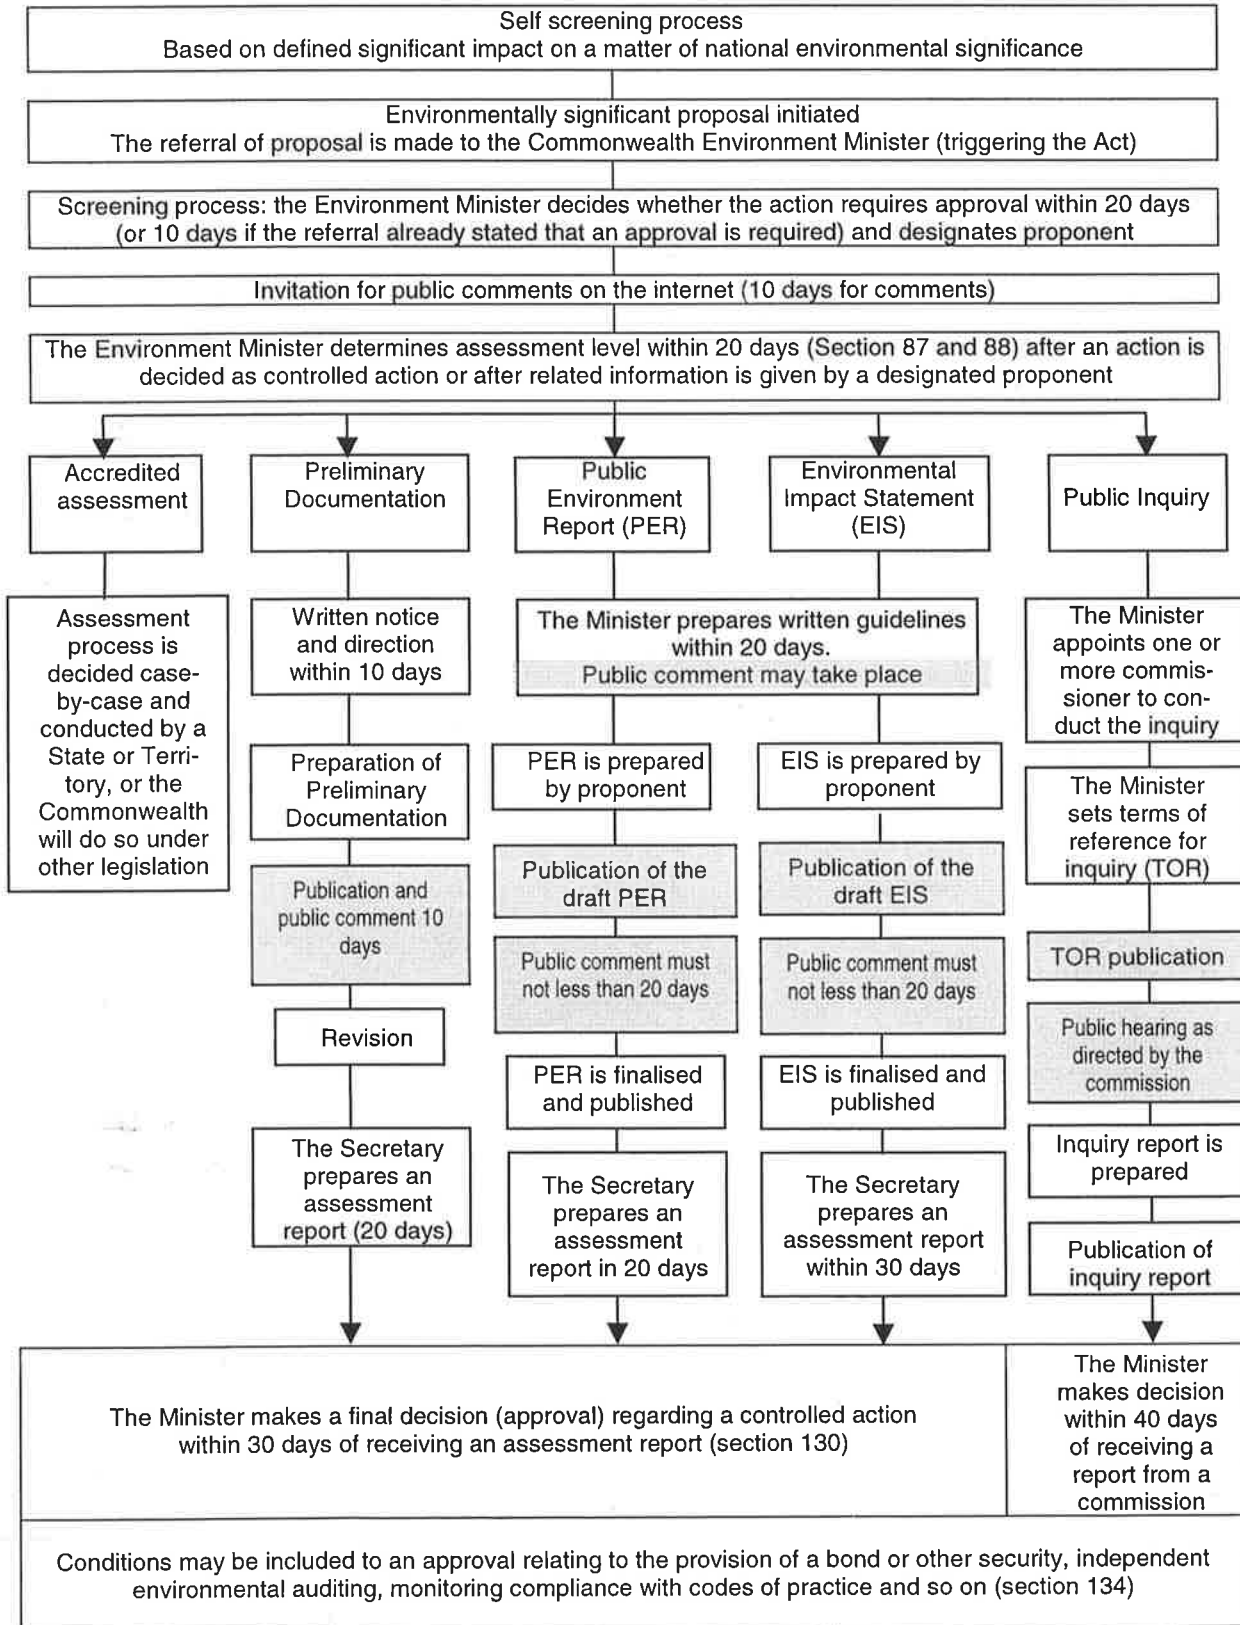 Self screening process
Based on defined significant impact on a matter of national environmental significance
Environmentally significant proposal initiated
The referral of proposal is made to the Commonwealth Environment Minister (triggering the Act)
Screening process: the Environment Minister decides whether the action requires approval within 20 days
(or 10 days if the referral already stated that an approval is required) and designates proponent
Invitation for public comments on the internet (10 days for comments)
The Environment Minister determines assessment level within 20 days (Section 87 and 88) after an action is
decided as controlled action or after related information is given by a designated proponent
Accredited
assessment
Assessment
process is
decided case-
by-case and
conducted by a
State or Terri-
tory, or the
Commonwealth
will do so under
other legislation
Preliminary
Documentation
Written notice
and direction
within 10 days
Preparation of
Preliminary
Documentation
Publication and
public comment 10
days
Revision
The Secretary
prepares an
assessment
report (20 days)
Public
Environment
Report (PER)
Environmental
Impact Statement
(EIS)
The Minister prepares written guidelines
within 20 days.
Public comment may take place
PER is prepared
by proponent
Publication of the
draft PER
Public comment must
not less than 20 days
PER is finalised
and published
The Secretary
prepares an
assessment
report in 20 days
EIS is prepared by
proponent
Publication of the
draft EIS
Public comment must
not less than 20 days
EIS is finalised and
published
The Secretary
prepares an
assessment report
within 30 days
Public Inquiry
The Minister
appoints one or
more commis-
sioner to con-
duct the inquiry
The Minister
sets terms of
reference for
inquiry (TOR)
TOR publication
Public hearing as
directed by the
commission
Inquiry report is
prepared
Publication of
inquiry report
The Minister makes a final decision (approval) regarding a controlled action
within 30 days of receiving an assessment report (section 130)
The Minister
makes decision
within 40 days
of receiving a
report from a
commission
Conditions may be included to an approval relating to the provision of a bond or other security, independent
environmental auditing, monitoring compliance with codes of practice and so on (section 134)